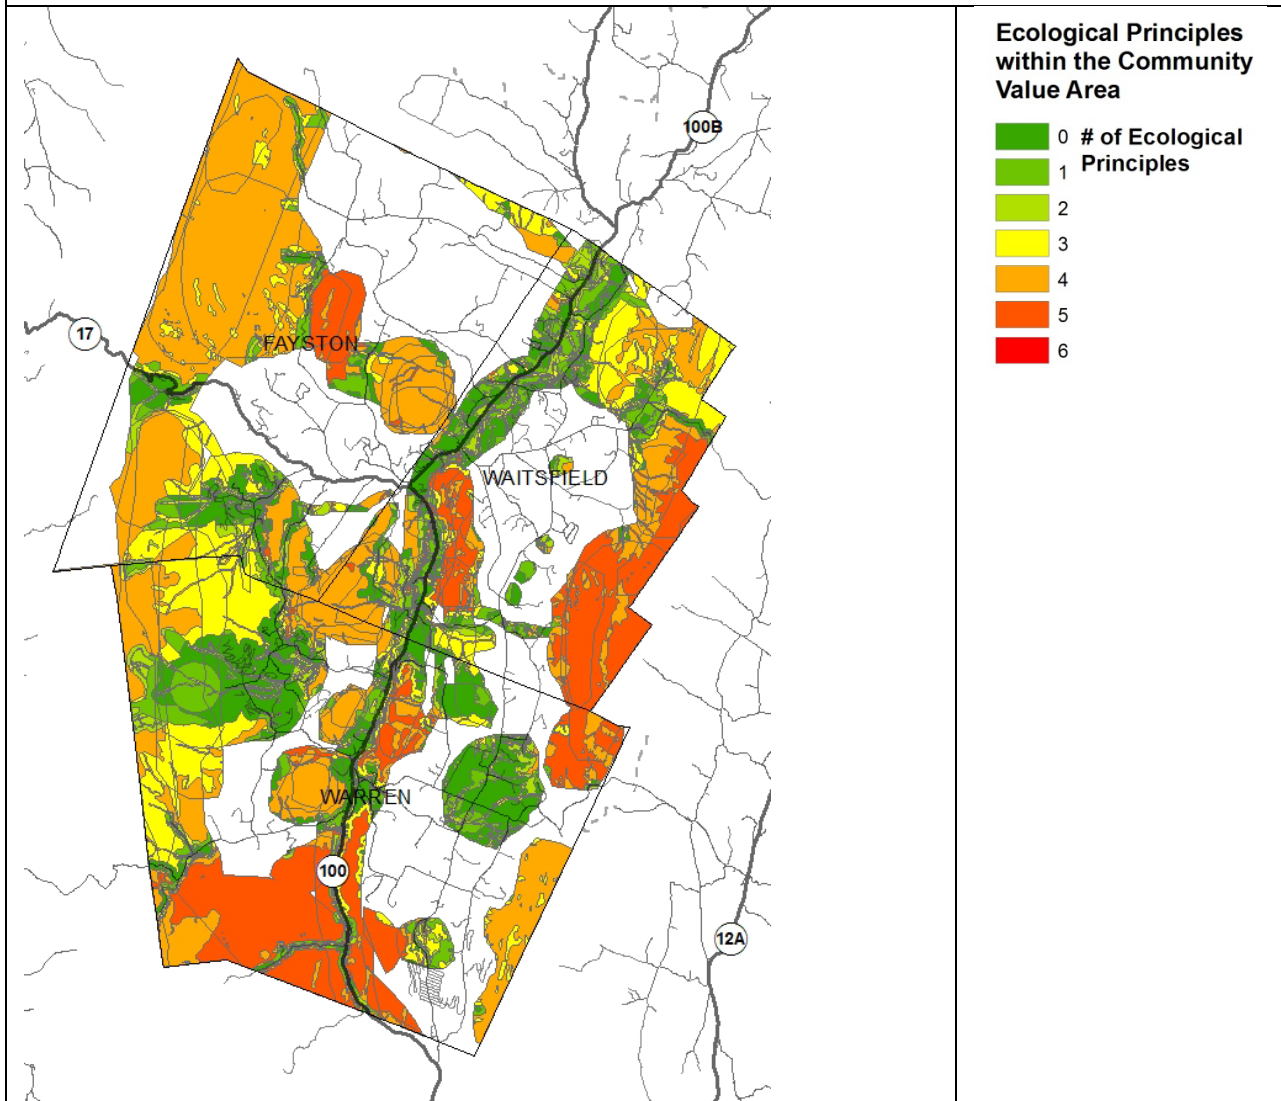 Ecological Principles
within the Community
Value Area
0 # of Ecological
Principles
1
2
3
4
5
6
100B
17
FAYSTON
WAITSFIELD
WARREN
100
12A